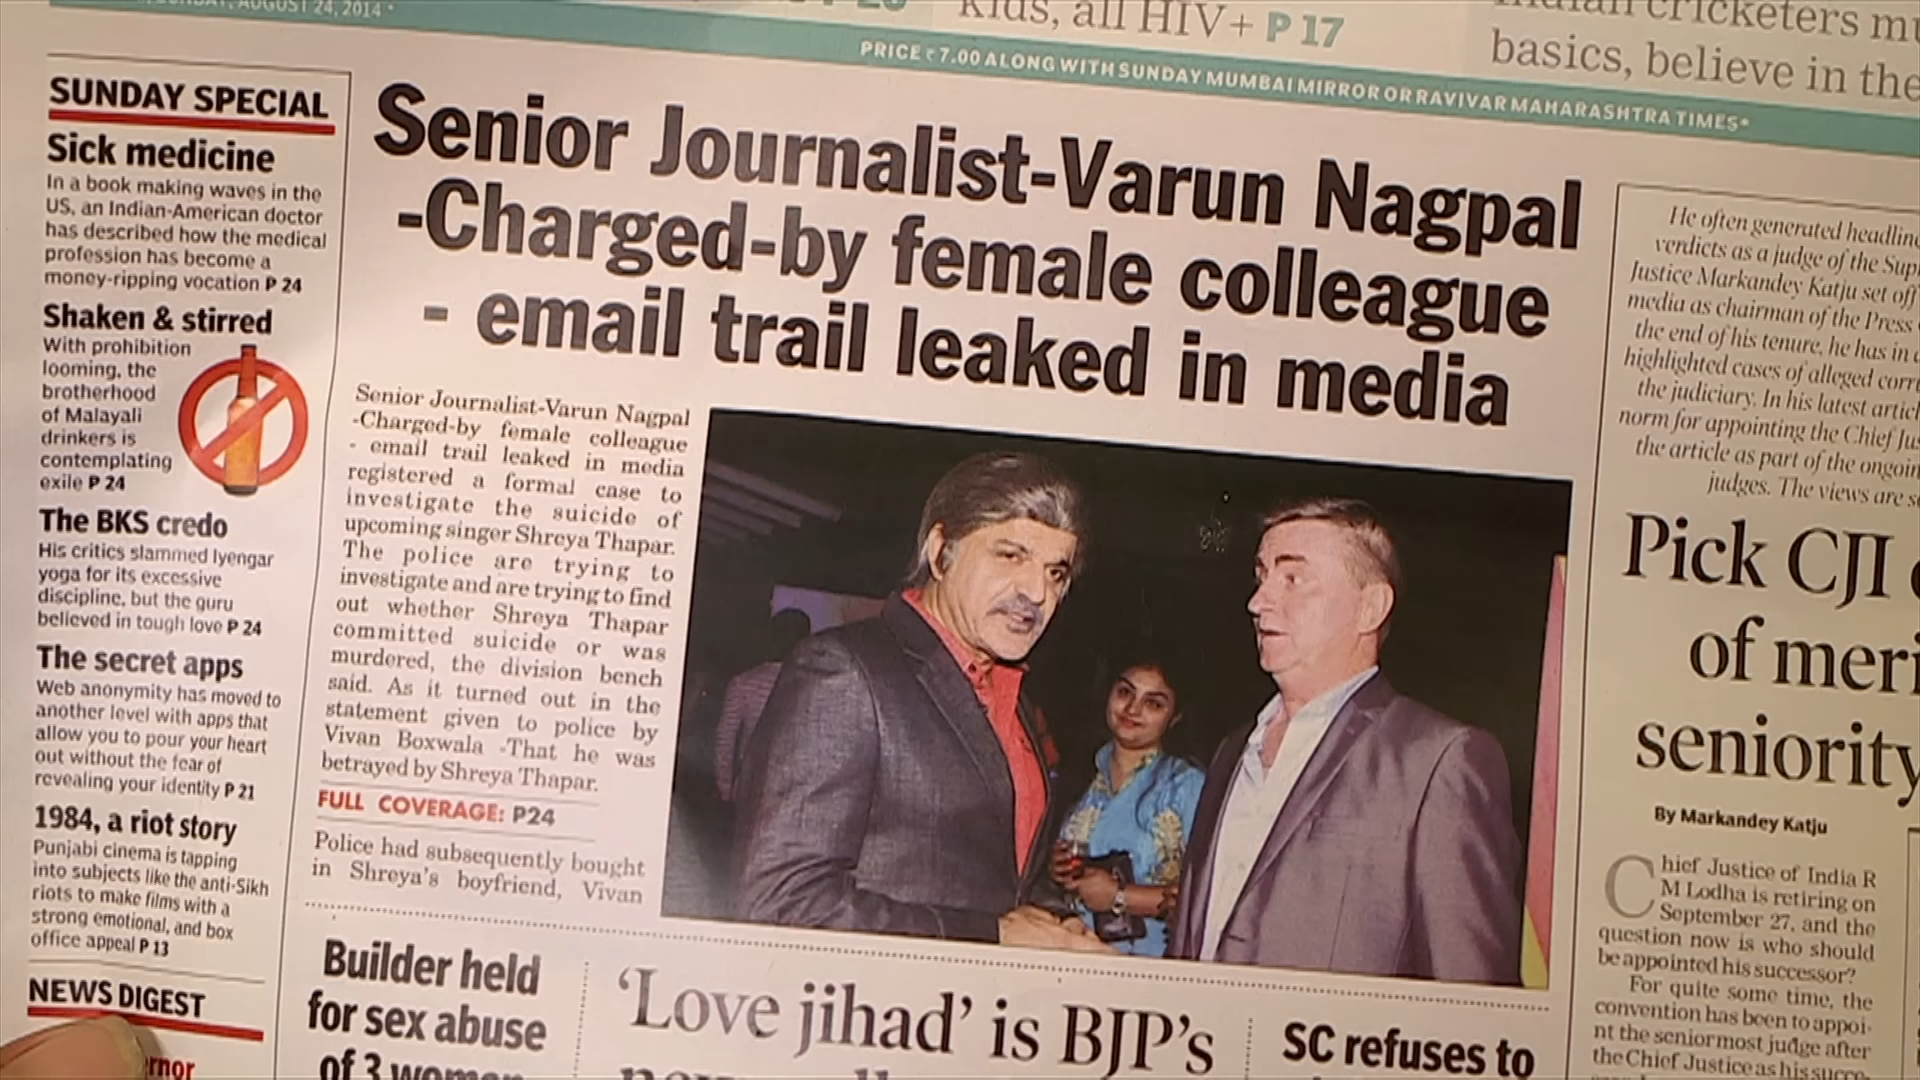 AUGUST 24, 2014
kids, all HIV+ P 17
Indian cricketers
basics, believe in the
PRICE ₹ 7.00 ALONG WITH SUNDAY MUMBAI MIRROR OR RAVIVAR MAHARASHTRA TIMES*
SUNDAY SPECIAL
Sick medicine
In a book making waves in the
US, an Indian-American doctor
has described how the medical
profession has become a
money-ripping vocation P 24
Shaken & stirred
With prohibition
looming, the
brotherhood
of Malayali
drinkers is
contemplating
exile P 24
The BKS credo
His critics slammed Iyengar
yoga for its excessive
discipline, but the guru
believed in tough love P 24
The secret apps
Web anonymity has moved to
another level with apps that
allow you to pour your heart
out without the fear of
revealing your identity P 21
1984, a riot story
Punjabi cinema is tapping
into subjects like the anti-Sikh
riots to make films with a
strong emotional, and box
office appeal P 13
NEWS DIGEST
Senior Journalist-Varun Nagpal
-Charged-by female colleague
- email trail leaked in media
Senior Journalist-Varun Nagpal
-Charged-by female colleague
- email trail leaked in media
registered a formal case to
investigate the suicide of
upcoming singer Shreya Thapar.
The police are trying to
investigate and are trying to find
out whether Shreya Thapar
committed suicide or was
murdered, the division bench
said. As it turned out in the
statement given to police by
Vivan Boxwala -That he was
betrayed by Shreya Thapar.
FULL COVERAGE: P24
Police had subsequently bought
in Shreya's boyfriend, Vivan
Builder held
for sex abuse
of 3 women
'Love jihad' is BJP's
SC refuses to
He often generated
verdicts as a judge of the
Justice Markandey Katju set off
media as chairman of the Press
the end of his tenure, he has in
highlighted cases of alleged
the judiciary. In his latest
norm for appointing the Chief
the article as part of the
judges. The views are
Pick CJI
of
seniority
By Markandey Katju
Chief Justice of India R
M Lodha is retiring on
September 27, and the
question now is who should
be appointed his successor?
For quite some time, the
convention has been to appoi-
nt the seniormost judge after
the Chief Justice as his